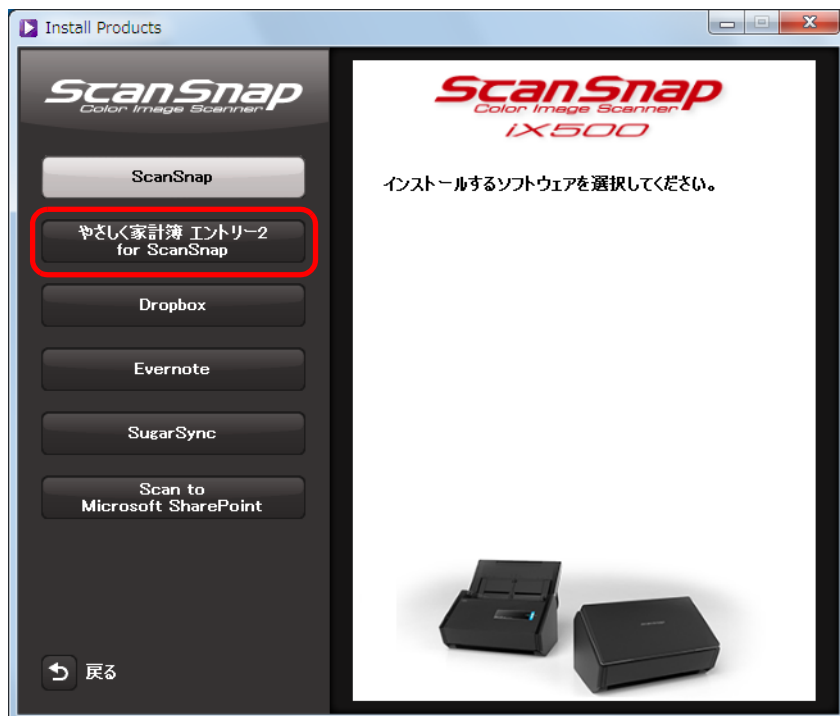 Install Products
ScanSnap
Color Image Scanner
ScanSnap
やさしく家計簿 エントリー2
for ScanSnap
Dropbox
Evernote
SugarSync
Scan to
Microsoft SharePoint
戻る
ScanSnap
Color Image Scanner
iX500
インストールするソフトウェアを選択してください。